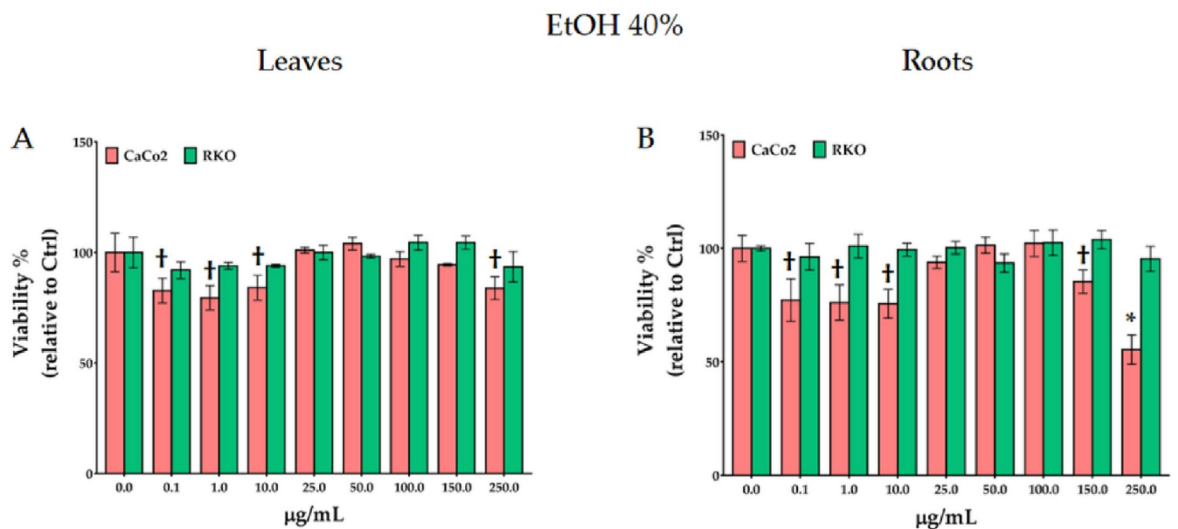 EtOH 40%
Leaves
Roots
A
150
CaCo2 RKO
† † † †
100
50
0
Viability %
(relative to Ctrl)
0.0 0.1 1.0 10.0 25.0 50.0 100.0 150.0 250.0
µg/mL
B
150
CaCo2 RKO
† † † † *
100
50
0
Viability %
(relative to Ctrl)
0.0 0.1 1.0 10.0 25.0 50.0 100.0 150.0 250.0
µg/mL